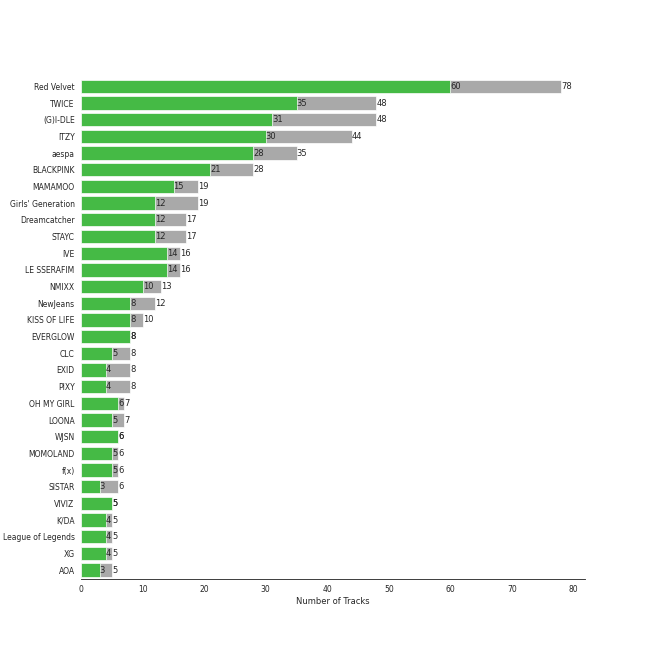 Red Velvet 60 78
TWICE 35 48
(G)I-DLE 31 48
ITZY 30 44
aespa 28 35
BLACKPINK 21 28
MAMAMOO 15 19
Girls' Generation 12 19
Dreamcatcher 12 17
STAYC 12 17
IVE 14 16
LE SSERAFIM 14 16
NMIXX 10 13
NewJeans 8 12
KISS OF LIFE 8 10
EVERGLOW 8 8
CLC 5 8
EXID 4 8
PIXY 4 8
OH MY GIRL 6 7
LOONA 5 7
WJSN 6 6
MOMOLAND 5 6
f(x) 5 6
SISTAR 3 6
VIVIZ 5 5
K/DA 4 5
League of Legends 4 5
XG 4 5
AOA 3 5
0 10 20 30 40 50 60 70 80
Number of Tracks